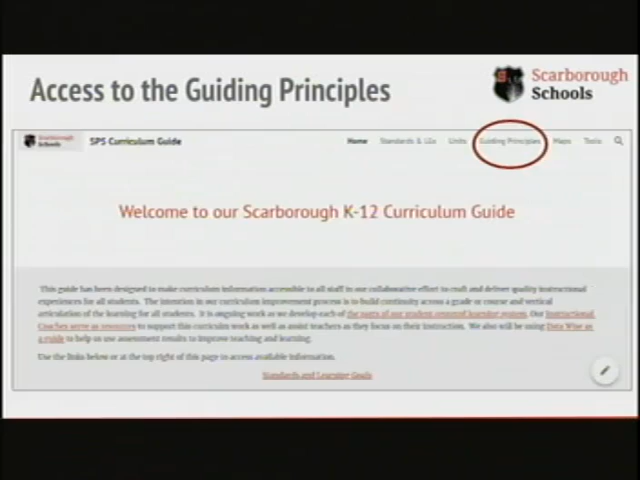 Access to the Guiding Principles
Scarborough
Schools
Scarborough
Schools
SPS Curriculum Guide
Home Standards & LGs Units Guiding Principles Maps Tools
Welcome to our Scarborough K-12 Curriculum Guide
This guide has been designed to make curriculum information accessible to all staff in our collaborative effort to craft and deliver quality instructional
experiences for all students. The intention in our curriculum improvement process is to build continuity across a grade or course and vertical
articulation of the learning for all students. It is ongoing work as we develop each of the parts of our student centered learning system. Our Instructional
Coaches serve as resources to support this curriculum work as well as assist teachers as they focus on their instruction. We also will be using Data Wise as
a guide to help us use assessment results to improve teaching and learning.
Use the links below or at the top right of this page to access available information.
Standards and Learning Goals